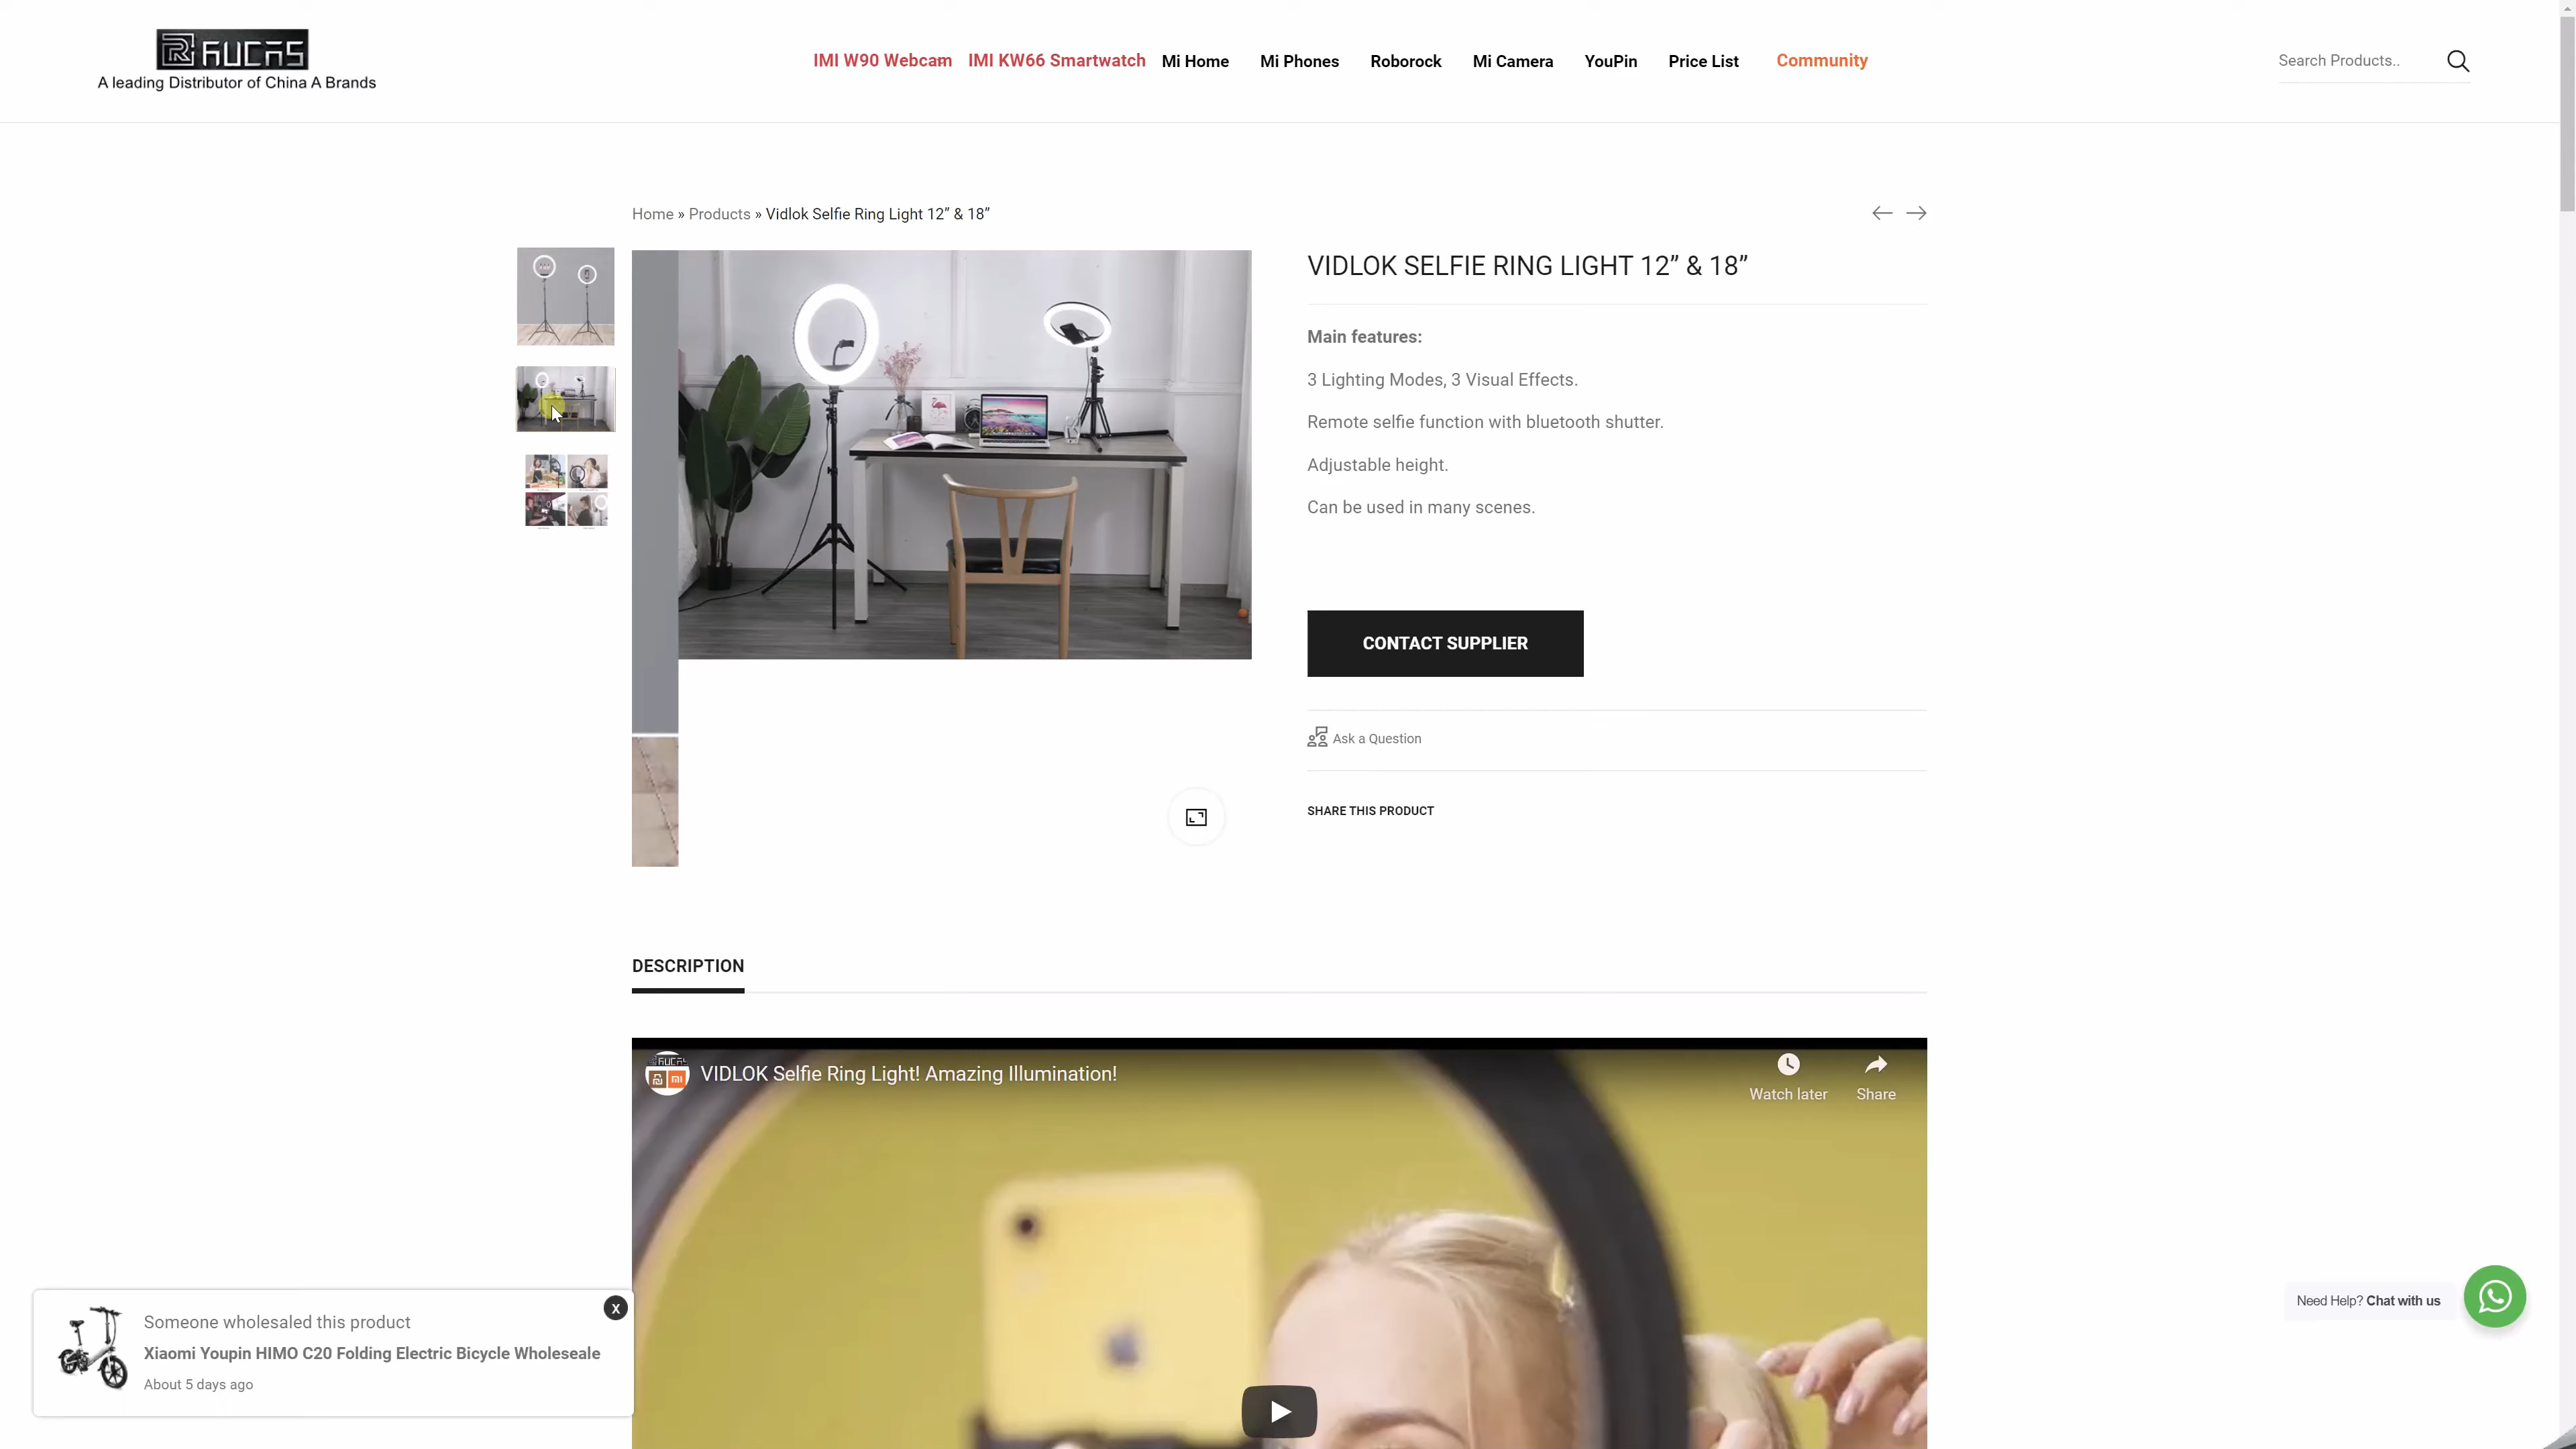 RAUCAS
A leading Distributor of China A Brands
IMI W90 Webcam IMI KW66 Smartwatch Mi Home Mi Phones Roborock Mi Camera YouPin Price List Community
Search Products..
Home » Products » Vidlok Selfie Ring Light 12” & 18”
VIDLOK SELFIE RING LIGHT 12” & 18”
Main features:
3 Lighting Modes, 3 Visual Effects.
Remote selfie function with bluetooth shutter.
Adjustable height.
Can be used in many scenes.
CONTACT SUPPLIER
Ask a Question
SHARE THIS PRODUCT
DESCRIPTION
VIDLOK Selfie Ring Light! Amazing Illumination!
Watch later
Share
Someone wholesaled this product
Xiaomi Youpin HIMO C20 Folding Electric Bicycle Wholeseale
About 5 days ago
X
Need Help? Chat with us